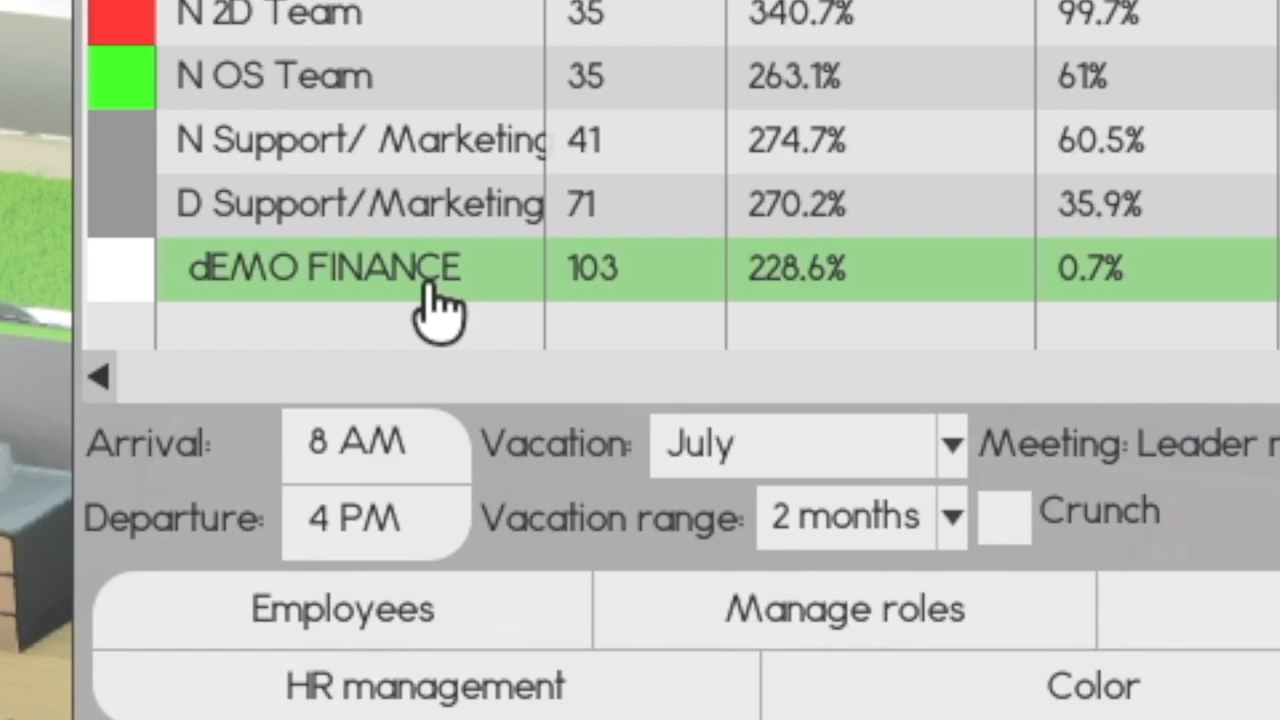 N 2D Team 35 340.7% 99.7%
N OS Team 35 263.1% 61%
N Support/ Marketing 41 274.7% 60.5%
D Support/Marketing 71 270.2% 35.9%
dEMO FINANCE 103 228.6% 0.7%
Arrival: 8 AM Vacation: July Meeting: Leader
Departure: 4 PM Vacation range: 2 months Crunch
Employees Manage roles
HR management Color